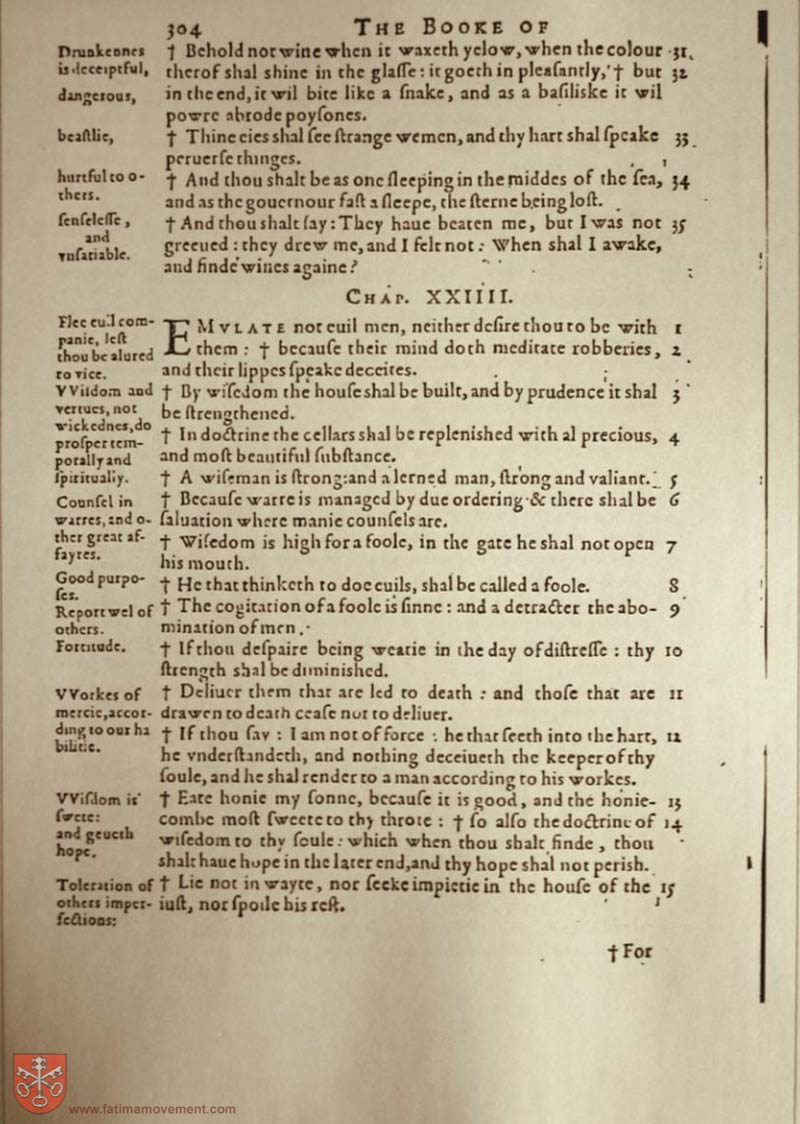 304 THE BOOKE OF
Drunkennes
is deceiptful,
dangerous,
beaſtlie,
hurtful to o-
thers.
ſenſeleſſe,
and
vnſatiable.
† Behold not wine when it waxeth yelow, when the colour 31
therof shal shine in the glaſſe: it goeth in pleaſantly, † but 32
in the end, it wil bite like a ſnake, and as a baſiliske it wil
powre abrode poyſones.
† Thine eies shal ſee ſtrange wemen, and thy hart shal ſpeake 33
peruerſe thinges.
† And thou shalt be as one ſleeping in the middes of the ſea, 34
and as the gouernour faſt a ſleepe, the ſterne being loſt.
† And thou shalt ſay: They haue beaten me, but I was not 35
greeued: they drew me, and I felt not: When shal I awake,
and finde wines againe?
CHAP. XXIIII.
Flee euil com-
panie, leſt
thou be alured
to vice.
VViſdom and
vertues, not
wickednes, do
proſper tem-
porally and
ſpiritually.
Counſel in
warres, and o-
ther great af-
fayres.
Good purpo-
ſes.
Report wel of
others.
Fortitude.
VVorkes of
mercie, accor-
ding to our ha
bilitie.
VViſdom is
ſwete:
and geueth
hope.
Toleration of
others imper-
fections:
EMVLATE not euil men, neither deſire thou to be with 1
them: † becauſe their mind doth meditate robberies, 2
and their lippes ſpeake deceites.
† By wiſedom the houſe shal be built, and by prudence it shal 3
be ſtrengthened.
† In doctrine the cellars shal be replenished with al precious, 4
and moſt beautiful ſubſtance.
† A wiſeman is ſtrong: and a lerned man, ſtrong and valiant. 5
† Becauſe warre is managed by due ordering & there shal be 6
ſaluation where manie counſels are.
† Wiſedom is high for a foole, in the gate he shal not open 7
his mouth.
† He that thinketh to doe euils, shal be called a foole. 8
† The cogitation of a foole is ſinne: and a detracter the abo- 9
mination of men.
† If thou deſpaire being wearie in the day of diſtreſſe: thy 10
ſtrength shal be diminished.
† Deliuer them that are led to death: and thoſe that are 11
drawen to death ceaſe not to deliuer.
† If thou ſay: I am not of force: he that ſeeth into the hart, 12
he vnderſtandeth, and nothing deceiueth the keeper of thy
ſoule, and he shal render to a man according to his workes.
† Eate honie my ſonne, becauſe it is good, and the honie- 13
combe moſt ſweete to thy throte: † ſo alſo the doctrine of 14
wiſedom to thy ſoule: which when thou shalt finde, thou
shalt haue hope in the later end, and thy hope shal not perish.
† Lie not in wayte, nor ſeeke impietie in the houſe of the 15
iuſt, nor ſpoile his reſt.
† For
www.fatimamovement.com